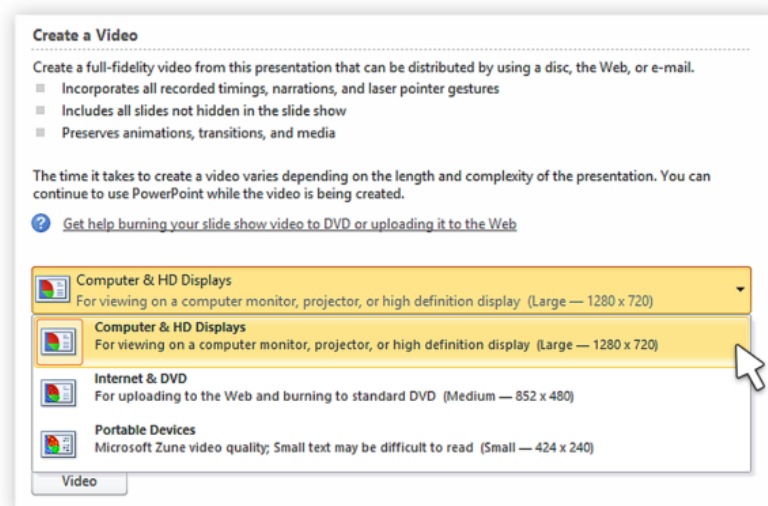 Create a Video
Create a full-fidelity video from this presentation that can be distributed by using a disc, the Web, or e-mail.
Incorporates all recorded timings, narrations, and laser pointer gestures
Includes all slides not hidden in the slide show
Preserves animations, transitions, and media
The time it takes to create a video varies depending on the length and complexity of the presentation. You can
continue to use PowerPoint while the video is being created.
Get help burning your slide show video to DVD or uploading it to the Web
Computer & HD Displays
For viewing on a computer monitor, projector, or high definition display (Large — 1280 x 720)
Computer & HD Displays
For viewing on a computer monitor, projector, or high definition display (Large — 1280 x 720)
Internet & DVD
For uploading to the Web and burning to standard DVD (Medium — 852 x 480)
Portable Devices
Microsoft Zune video quality; Small text may be difficult to read (Small — 424 x 240)
Video